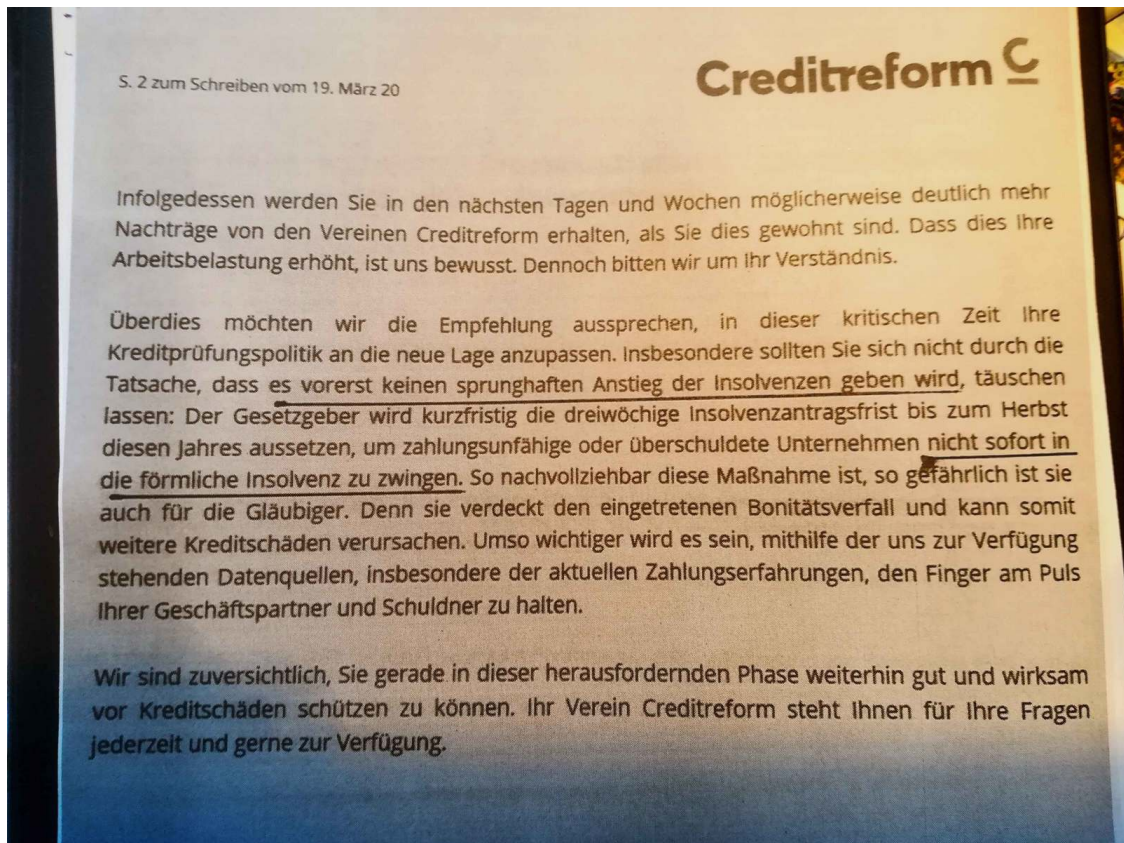 S. 2 zum Schreiben vom 19. März 20
Creditreform C
Infolgedessen werden Sie in den nächsten Tagen und Wochen möglicherweise deutlich mehr
Nachträge von den Vereinen Creditreform erhalten, als Sie dies gewohnt sind. Dass dies Ihre
Arbeitsbelastung erhöht, ist uns bewusst. Dennoch bitten wir um Ihr Verständnis.
Überdies möchten wir die Empfehlung aussprechen, in dieser kritischen Zeit Ihre
Kreditprüfungspolitik an die neue Lage anzupassen. Insbesondere sollten Sie sich nicht durch die
Tatsache, dass es vorerst keinen sprunghaften Anstieg der Insolvenzen geben wird, täuschen
lassen: Der Gesetzgeber wird kurzfristig die dreiwöchige Insolvenzantragsfrist bis zum Herbst
diesen Jahres aussetzen, um zahlungsunfähige oder überschuldete Unternehmen nicht sofort in
die förmliche Insolvenz zu zwingen. So nachvollziehbar diese Maßnahme ist, so gefährlich ist sie
auch für die Gläubiger. Denn sie verdeckt den eingetretenen Bonitätsverfall und kann somit
weitere Kreditschäden verursachen. Umso wichtiger wird es sein, mithilfe der uns zur Verfügung
stehenden Datenquellen, insbesondere der aktuellen Zahlungserfahrungen, den Finger am Puls
Ihrer Geschäftspartner und Schuldner zu halten.
Wir sind zuversichtlich, Sie gerade in dieser herausfordernden Phase weiterhin gut und wirksam
vor Kreditschäden schützen zu können. Ihr Verein Creditreform steht Ihnen für Ihre Fragen
jederzeit und gerne zur Verfügung.